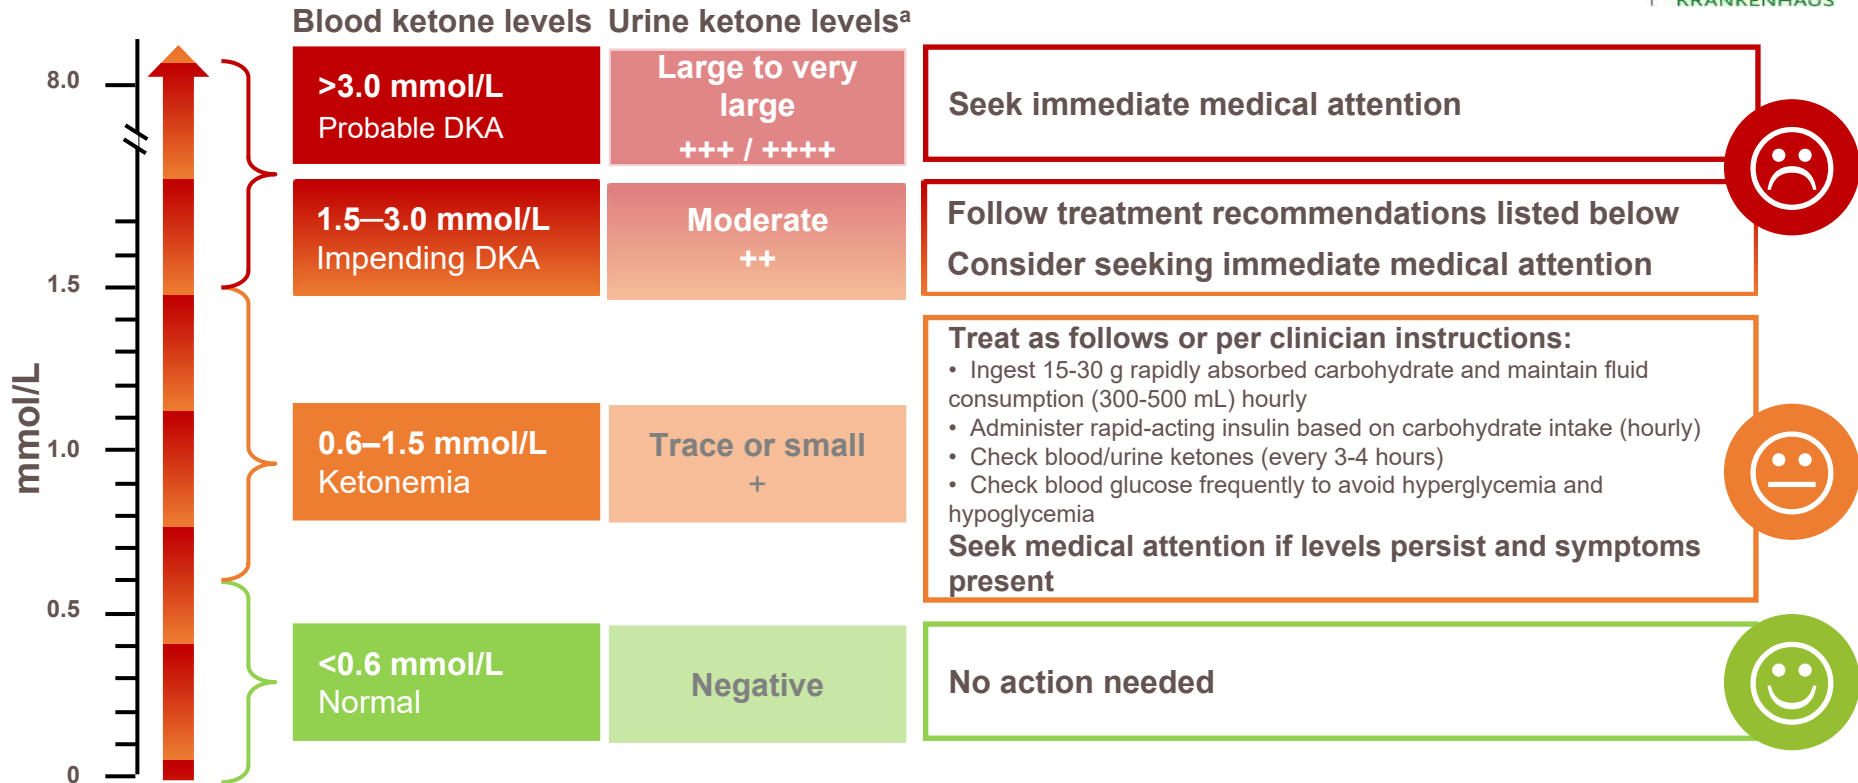 KRANKENHAUS
Blood ketone levels
Urine ketone levelsª
8.0
1.5
1.0
0.5
0
mmol/L
>3.0 mmol/L
Probable DKA
Large to very
large
+++ / ++++
Seek immediate medical attention
1.5—3.0 mmol/L
Impending DKA
Moderate
++
Follow treatment recommendations listed below
Consider seeking immediate medical attention
0.6–1.5 mmol/L
Ketonemia
Trace or small
+
Treat as follows or per clinician instructions:
• Ingest 15-30 g rapidly absorbed carbohydrate and maintain fluid
consumption (300-500 mL) hourly
• Administer rapid-acting insulin based on carbohydrate intake (hourly)
• Check blood/urine ketones (every 3-4 hours)
• Check blood glucose frequently to avoid hyperglycemia and
hypoglycemia
Seek medical attention if levels persist and symptoms
present
<0.6 mmol/L
Normal
Negative
No action needed